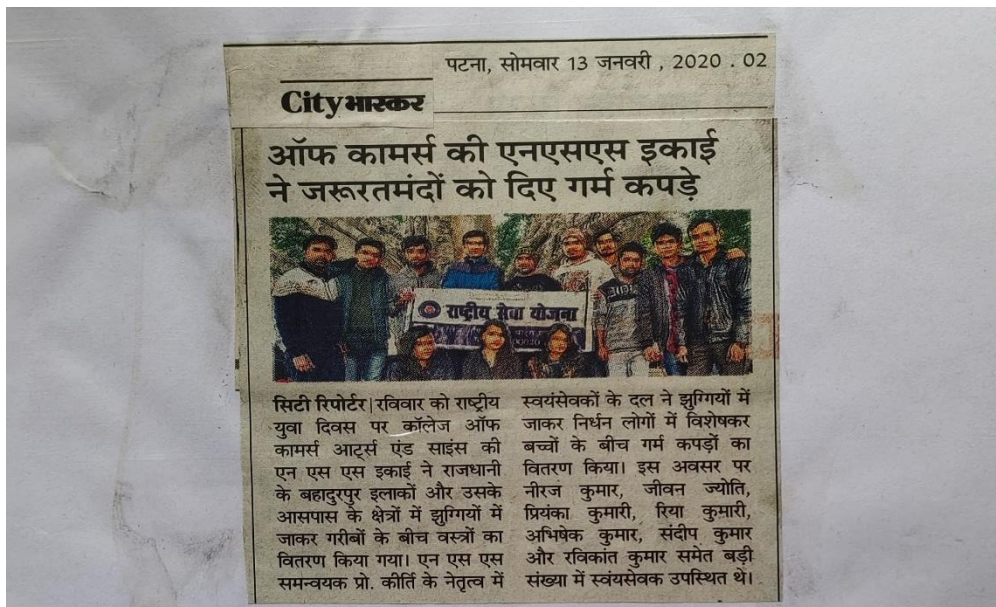 पटना, सोमवार 13 जनवरी , 2020 . 02
City भास्कर
ऑफ कामर्स की एनएसएस इकाई
ने जरूरतमंदों को दिए गर्म कपड़े
राष्ट्रीय सेवा योजना
सिटी रिपोर्टर|रविवार को राष्ट्रीय
युवा दिवस पर कॉलेज ऑफ
कामर्स आर्ट्स एंड साइंस की
एन एस एस इकाई ने राजधानी
के बहादुरपुर इलाकों और उसके
आसपास के क्षेत्रों में झुग्गियों में
जाकर गरीबों के बीच वस्त्रों का
वितरण किया गया। एन एस एस
समन्वयक प्रो. कीर्ति के नेतृत्व में
स्वयंसेवकों के दल ने झुग्गियों में
जाकर निर्धन लोगों में विशेषकर
बच्चों के बीच गर्म कपड़ों का
वितरण किया। इस अवसर पर
नीरज कुमार, जीवन ज्योति,
प्रियंका कुमारी, रिया कुमारी,
अभिषेक कुमार, संदीप कुमार
और रविकांत कुमार समेत बड़ी
संख्या में स्वंयसेवक उपस्थित थे।